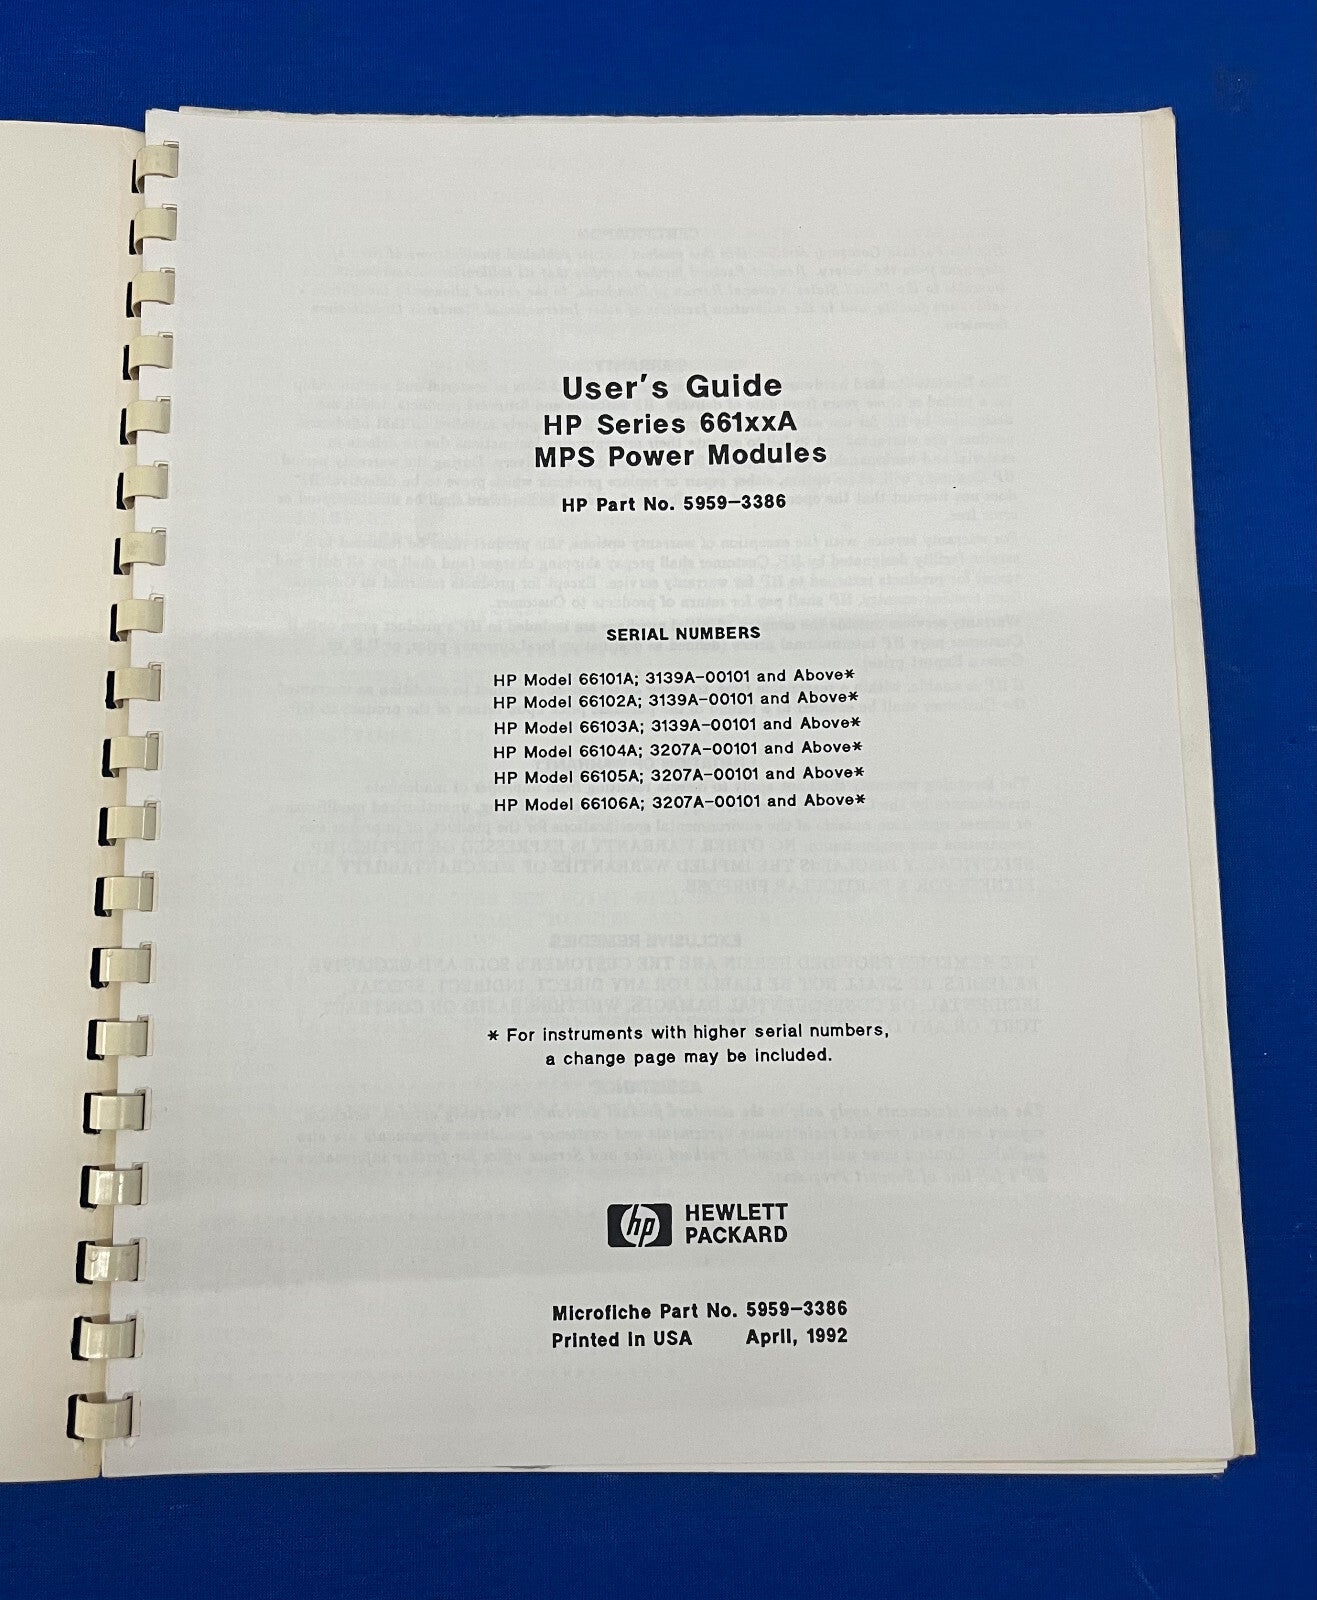 User's Guide
HP Series 661xxA
MPS Power Modules
HP Part No. 5959-3386
SERIAL NUMBERS
HP Model 66101A; 3139A-00101 and Above*
HP Model 66102A; 3139A-00101 and Above*
HP Model 66103A; 3139A-00101 and Above*
HP Model 66104A; 3207A-00101 and Above*
HP Model 66105A; 3207A-00101 and Above*
HP Model 66106A; 3207A-00101 and Above*
* For instruments with higher serial numbers,
a change page may be included.
hp HEWLETT
PACKARD
Microfiche Part No. 5959-3386
Printed in USA April, 1992